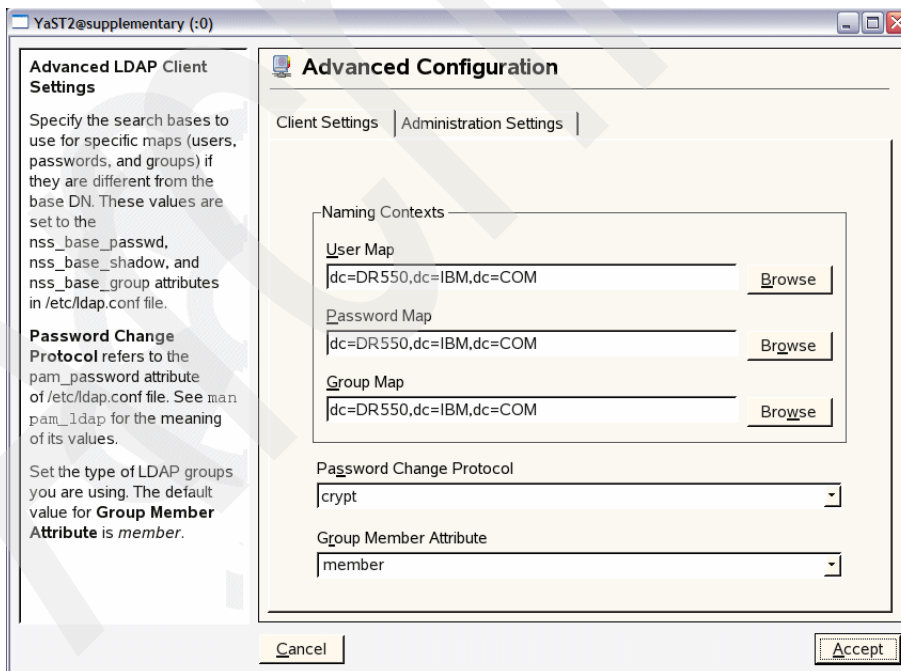 YaST2@supplementary (:0)
Advanced LDAP Client
Settings
Specify the search bases to
use for specific maps (users,
passwords, and groups) if
they are different from the
base DN. These values are
set to the
nss_base_passwd,
nss_base_shadow, and
nss_base_group attributes
in /etc/ldap.conf file.
Password Change
Protocol refers to the
pam_password attribute
of /etc/ldap.conf file. See man
pam_ldap for the meaning
of its values.
Set the type of LDAP groups
you are using. The default
value for Group Member
Attribute is member.
Advanced Configuration
Client Settings
Administration Settings
Naming Contexts
User Map
dc=DR550,dc=IBM,dc=COM
Browse
Password Map
dc=DR550,dc=IBM,dc=COM
Browse
Group Map
dc=DR550,dc=IBM,dc=COM
Browse
Password Change Protocol
crypt
Group Member Attribute
member
Cancel
Accept